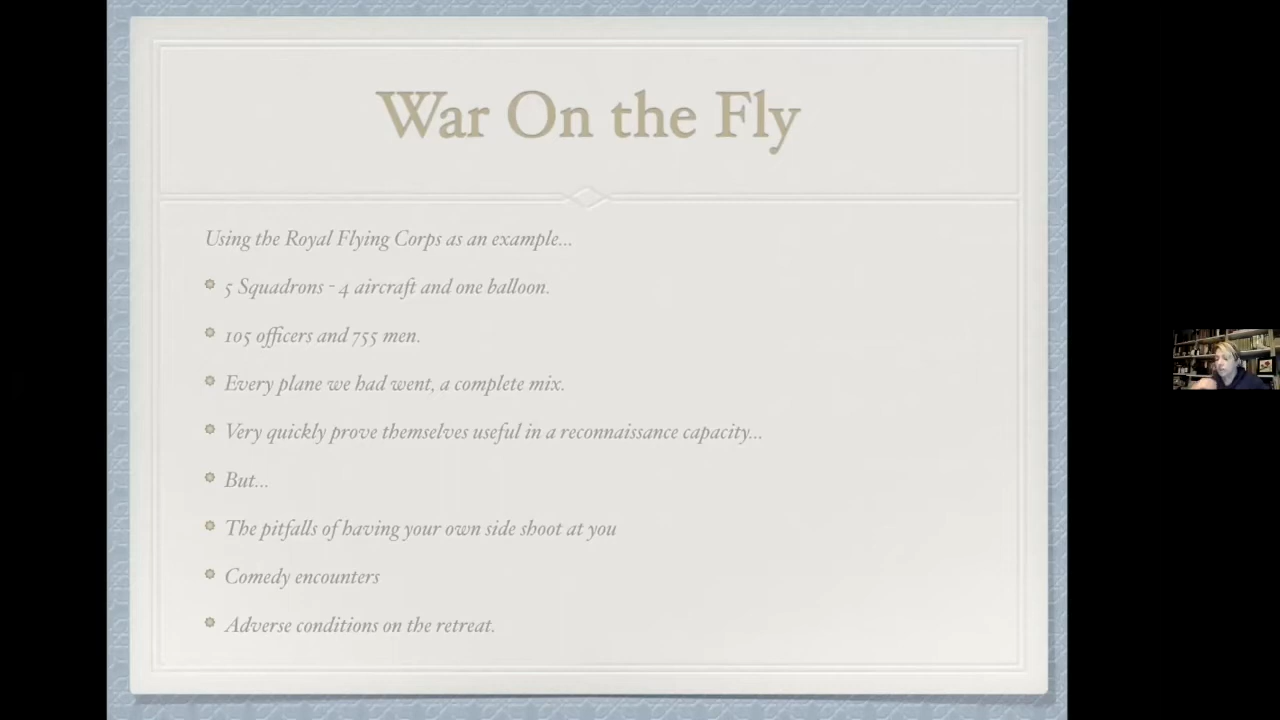 War On the Fly
Using the Royal Flying Corps as an example...
5 Squadrons - 4 aircraft and one balloon.
105 officers and 755 men.
Every plane we had went, a complete mix.
Very quickly prove themselves useful in a reconnaissance capacity...
But...
The pitfalls of having your own side shoot at you
Comedy encounters
Adverse conditions on the retreat.